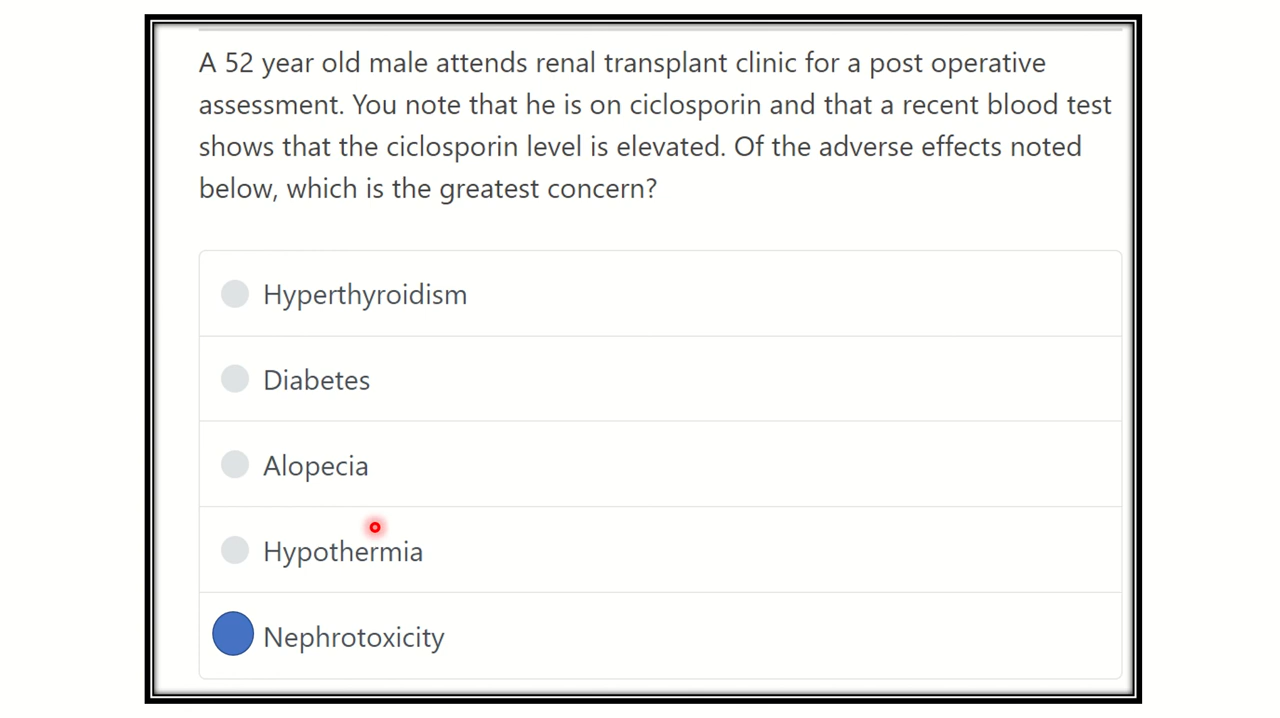 A 52 year old male attends renal transplant clinic for a post operative
assessment. You note that he is on ciclosporin and that a recent blood test
shows that the ciclosporin level is elevated. Of the adverse effects noted
below, which is the greatest concern?
Hyperthyroidism
Diabetes
Alopecia
Hypothermia
Nephrotoxicity